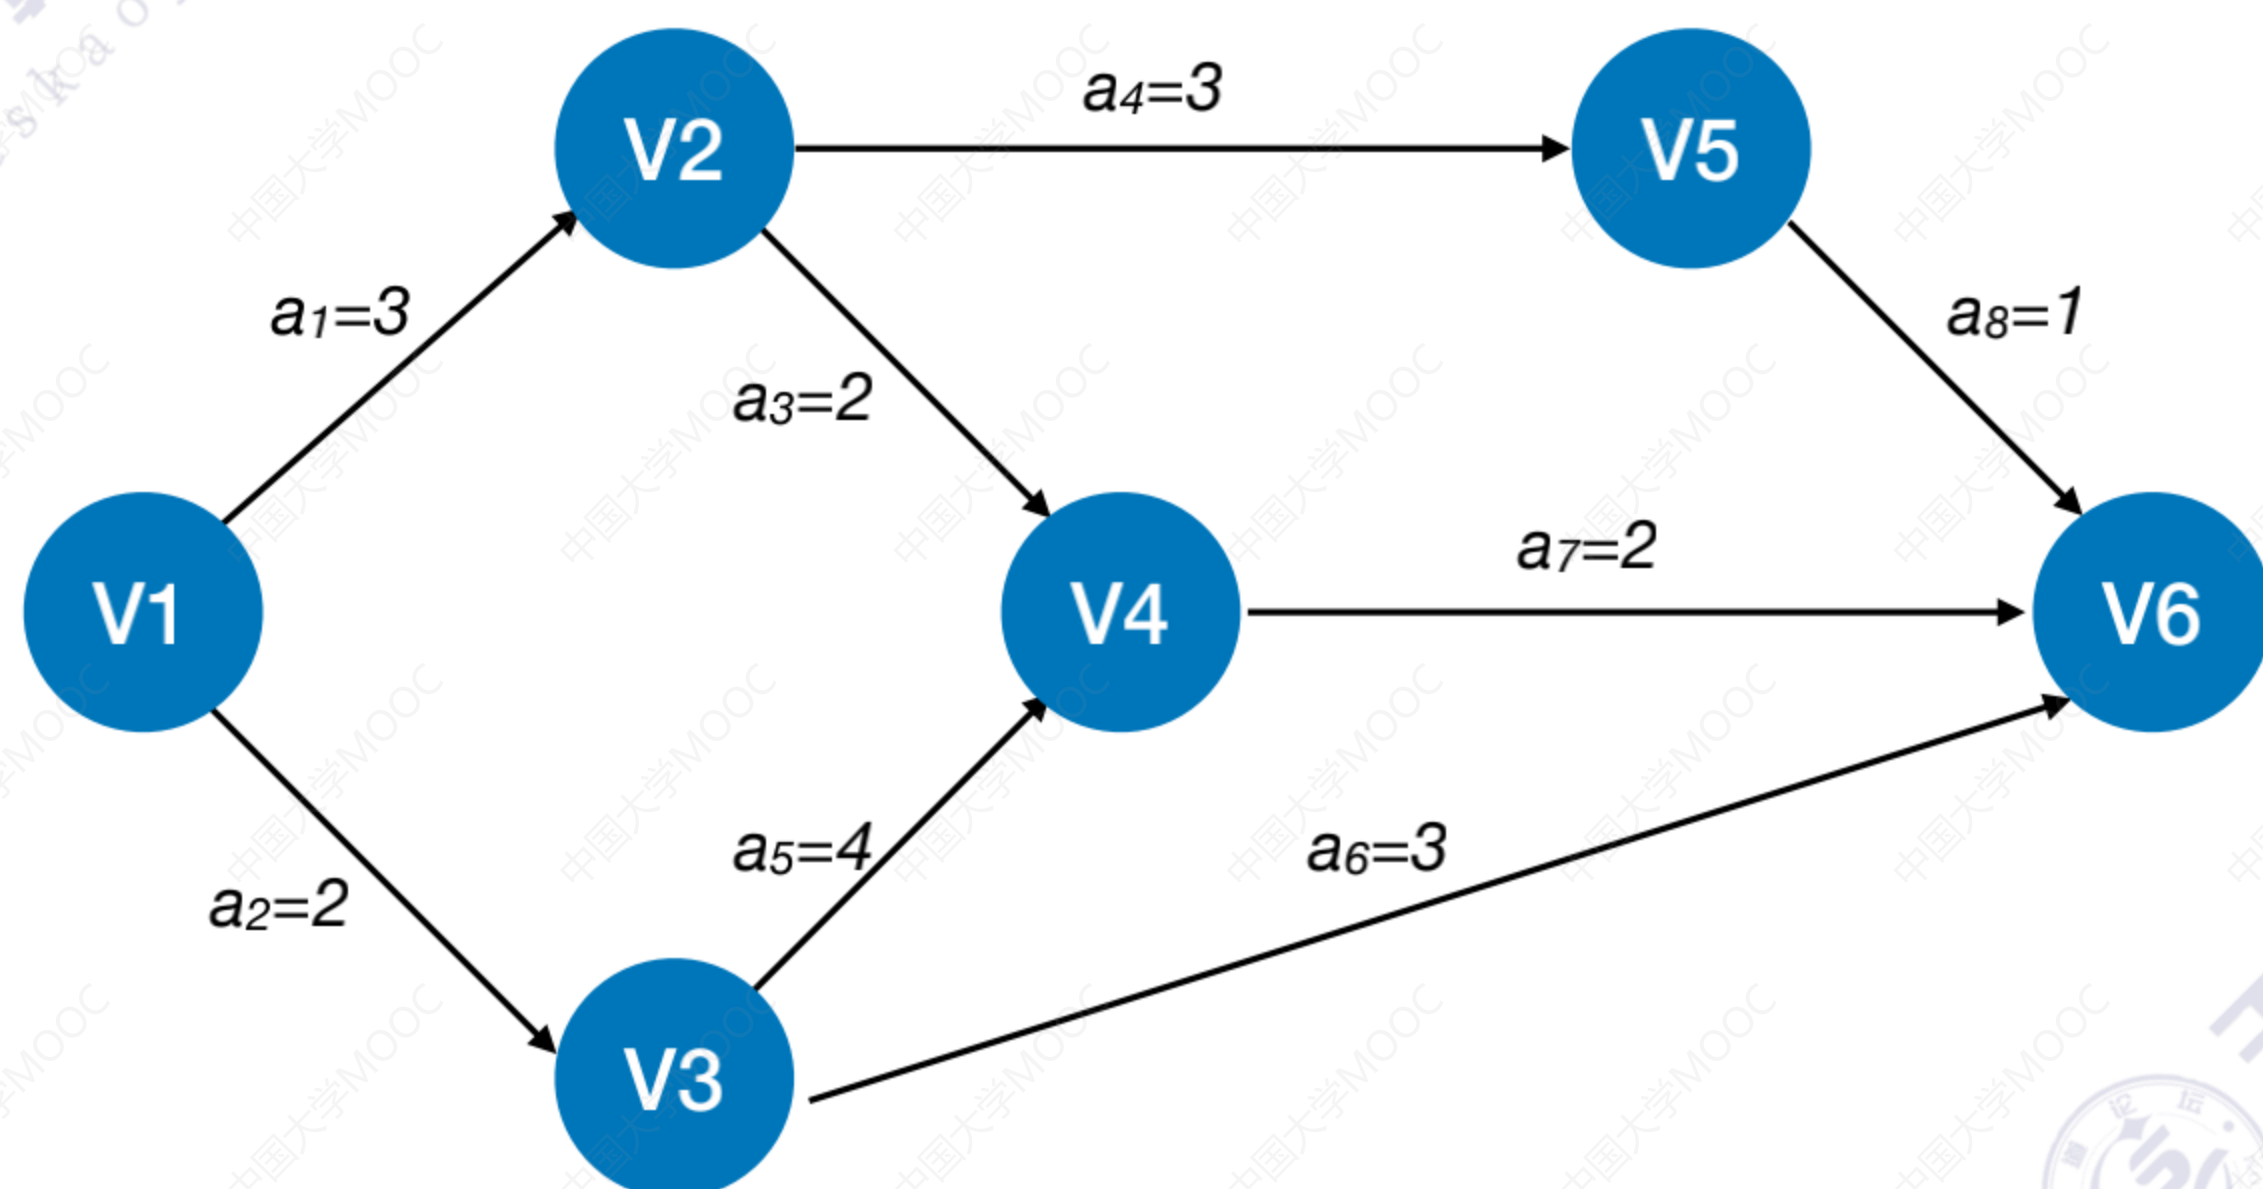 V2
a4=3
V5
a1=3
a8=1
a3=2
V1
V4
a7=2
V6
a5=4
a6=3
a2=2
V3
中国大学MOOC